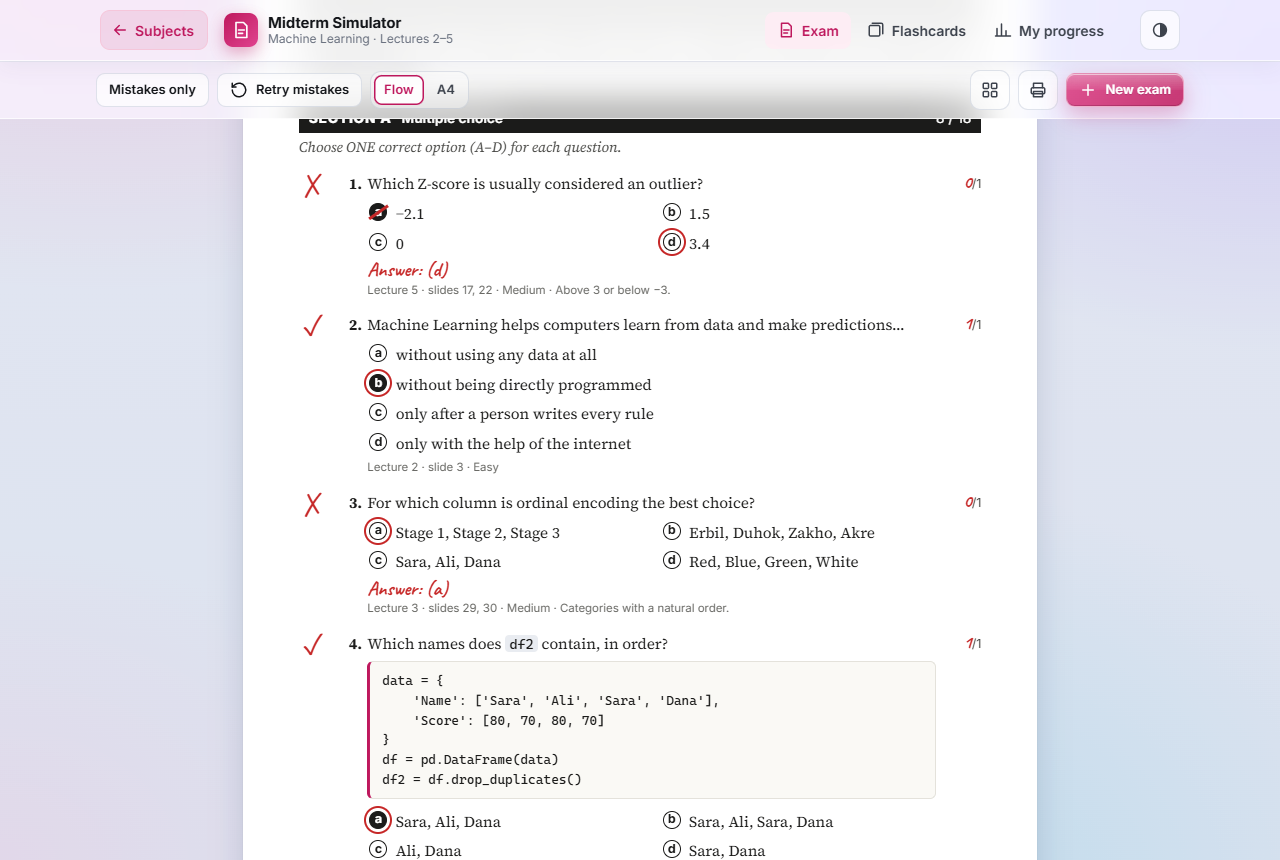 Subjects
Midterm Simulator
Machine Learning · Lectures 2–5
Exam
Flashcards
My progress
Mistakes only
Retry mistakes
Flow
A4
New exam
SECTION A Multiple choice
Choose ONE correct option (A–D) for each question.
1. Which Z-score is usually considered an outlier? 0/1
a −2.1
b 1.5
c 0
d 3.4
Answer: (d)
Lecture 5 · slides 17, 22 · Medium · Above 3 or below −3.
2. Machine Learning helps computers learn from data and make predictions... 1/1
a without using any data at all
b without being directly programmed
c only after a person writes every rule
d only with the help of the internet
Lecture 2 · slide 3 · Easy
3. For which column is ordinal encoding the best choice? 0/1
a Stage 1, Stage 2, Stage 3
b Erbil, Duhok, Zakho, Akre
c Sara, Ali, Dana
d Red, Blue, Green, White
Answer: (a)
Lecture 3 · slides 29, 30 · Medium · Categories with a natural order.
4. Which names does df2 contain, in order? 1/1
data = {
    'Name': ['Sara', 'Ali', 'Sara', 'Dana'],
    'Score': [80, 70, 80, 70]
}
df = pd.DataFrame(data)
df2 = df.drop_duplicates()
a Sara, Ali, Dana
b Sara, Ali, Sara, Dana
c Ali, Dana
d Sara, Dana